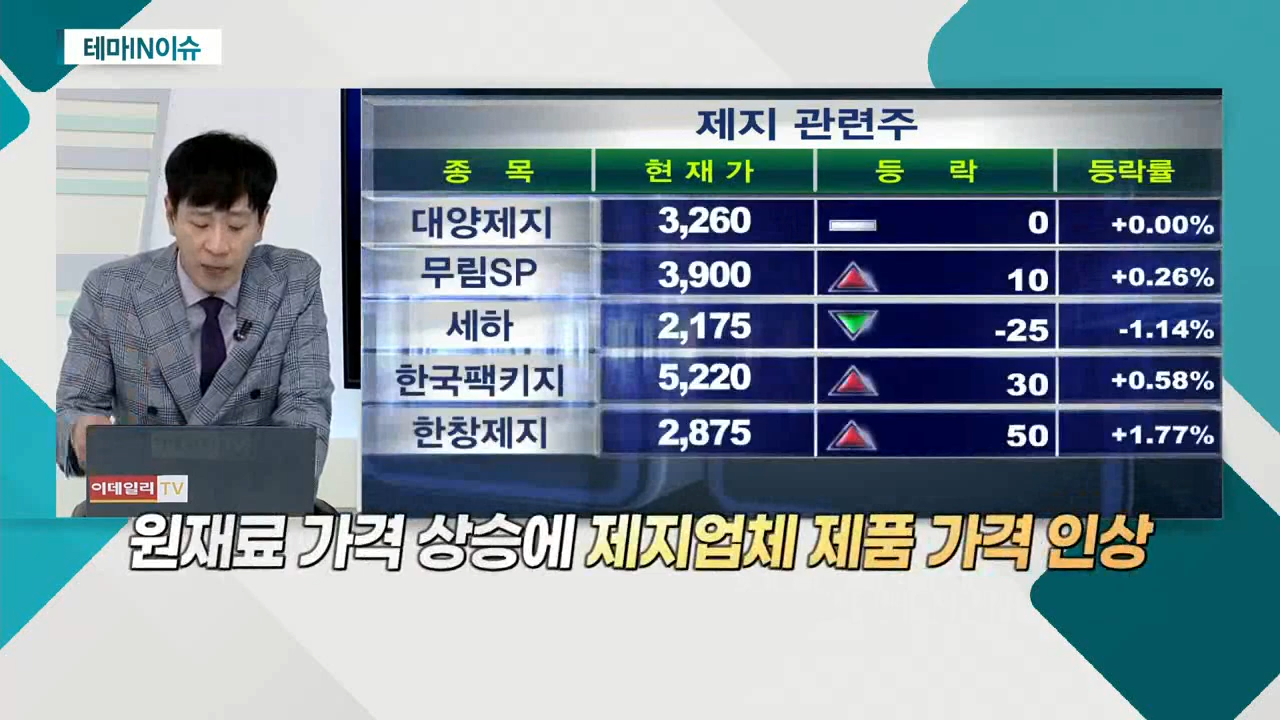 테마IN이슈
제지 관련주
종 목 현 재 가 등 락 등락률
대양제지 3,260 0 +0.00%
무림SP 3,900 10 +0.26%
세하 2,175 -25 -1.14%
한국팩키지 5,220 30 +0.58%
한창제지 2,875 50 +1.77%
이데일리 TV
원재료 가격 상승에 제지업체 제품 가격 인상